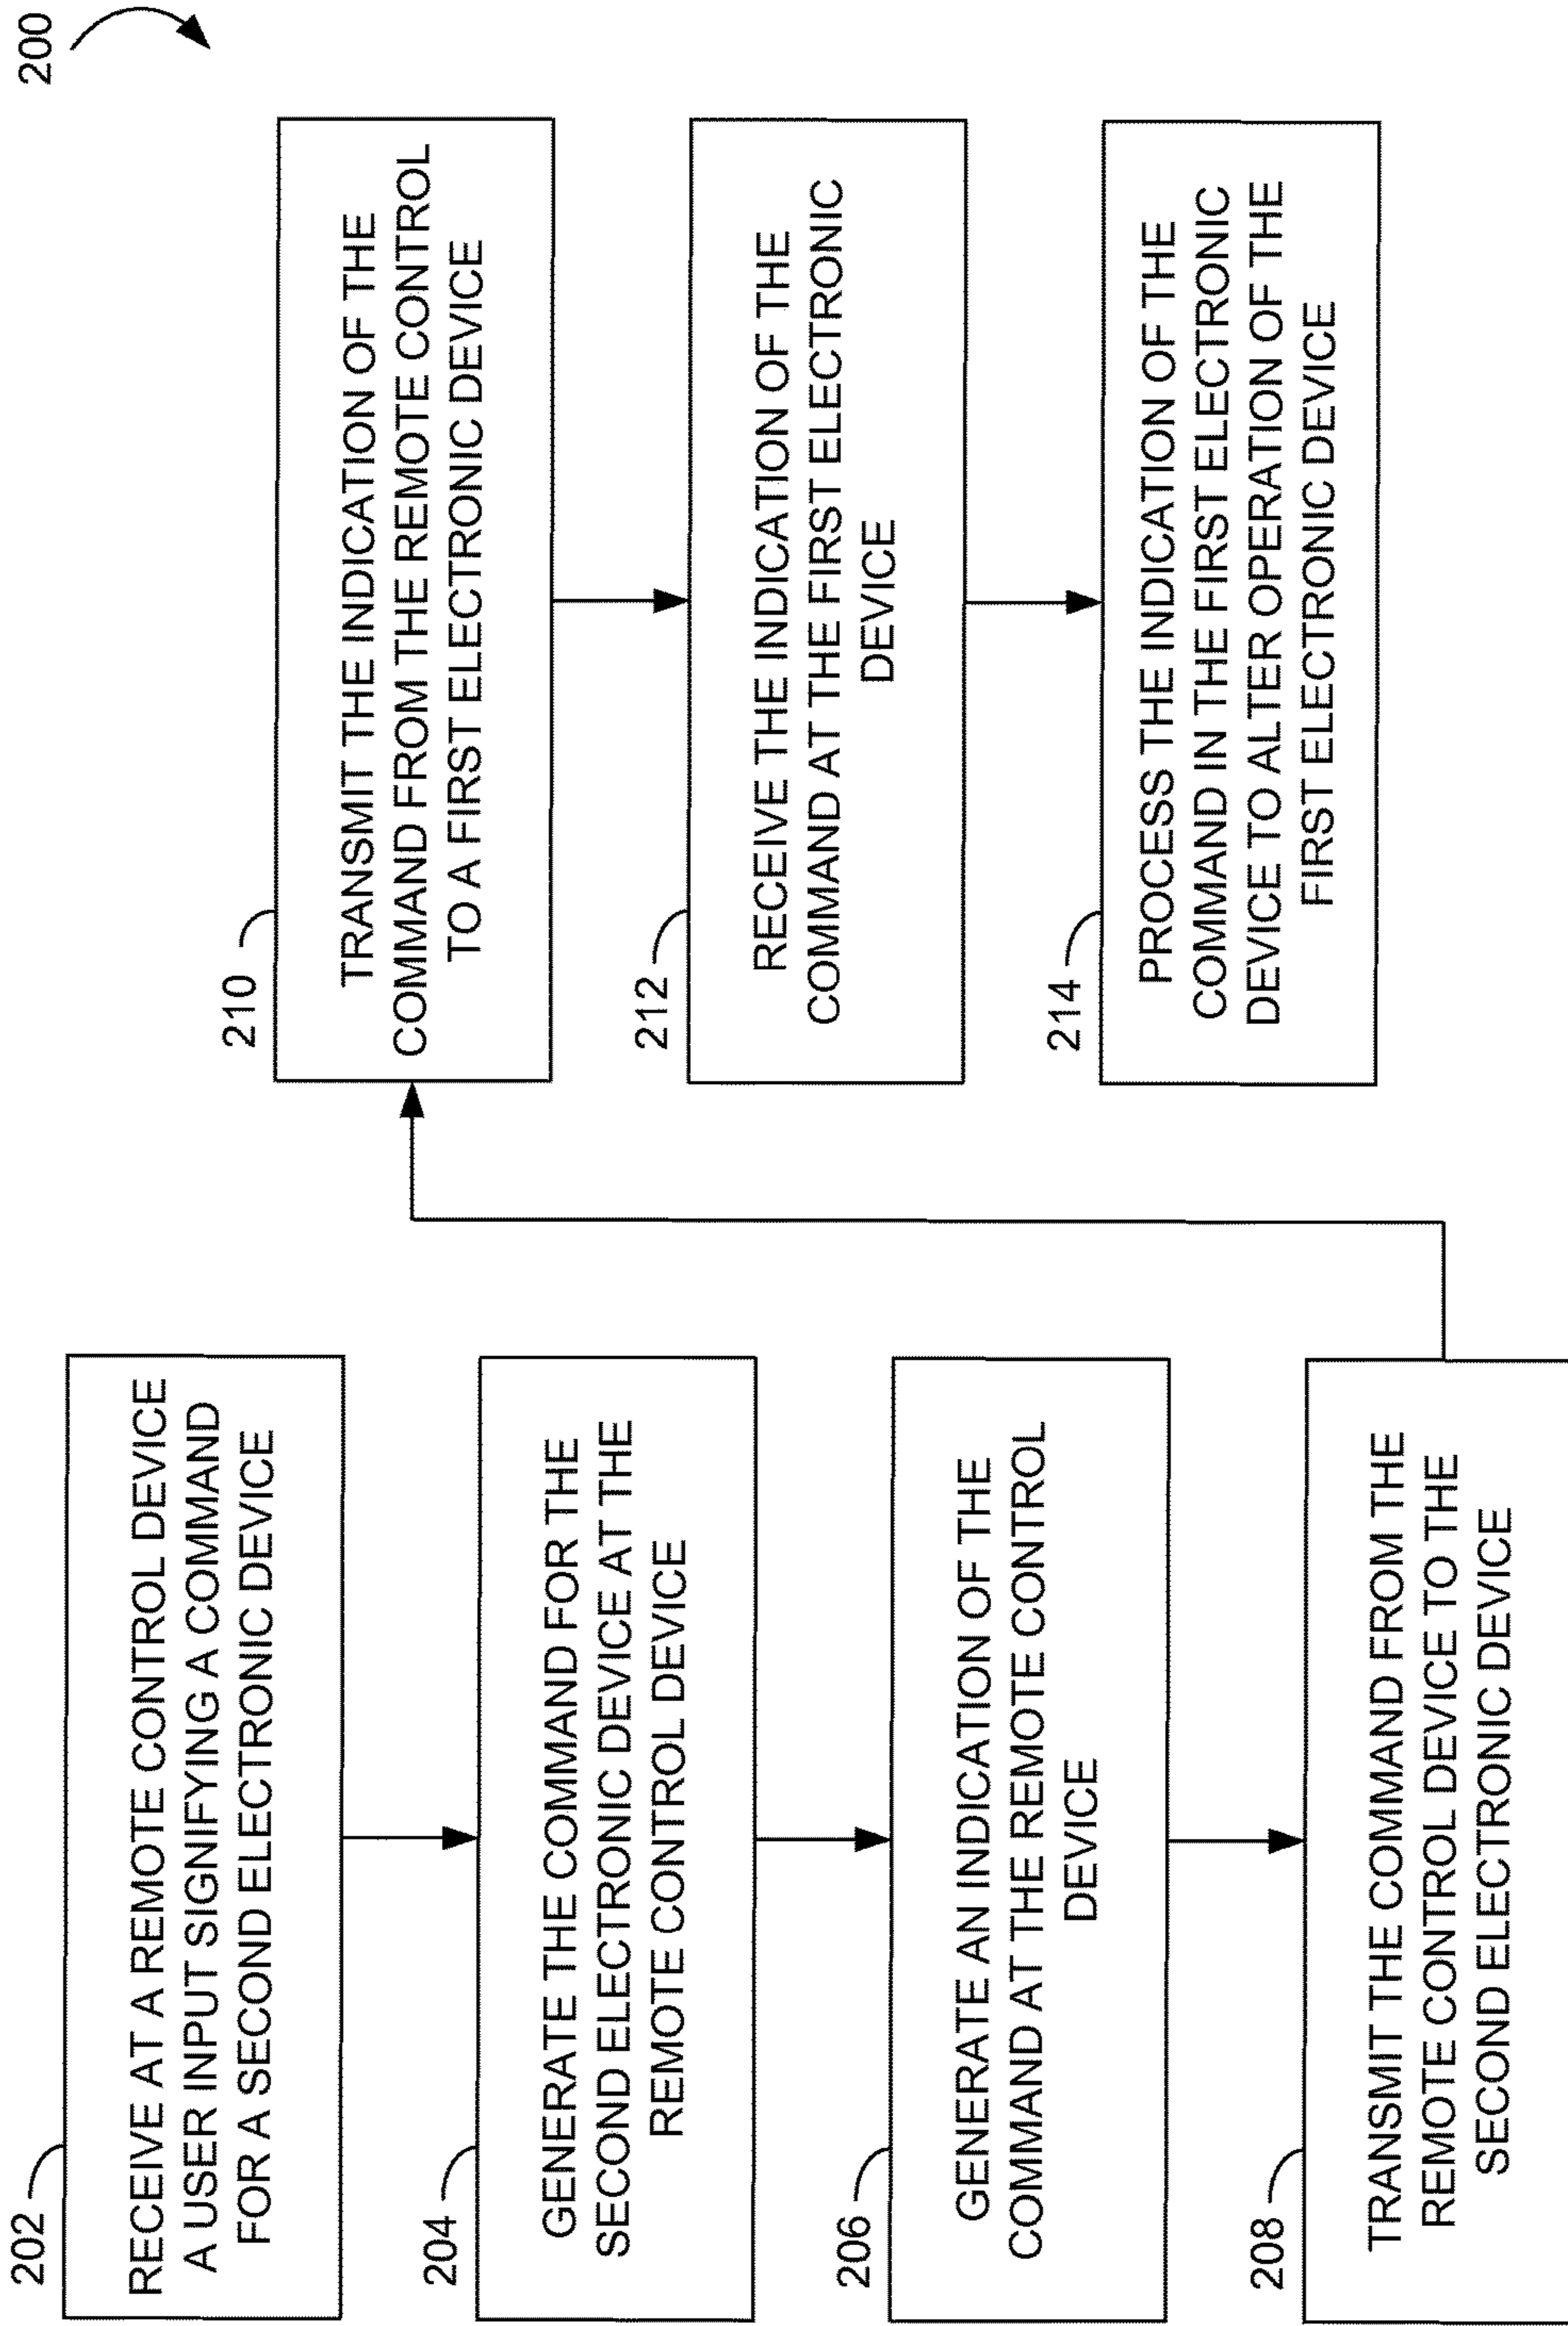 200
202
RECEIVE AT A REMOTE CONTROL DEVICE
A USER INPUT SIGNIFYING A COMMAND
FOR A SECOND ELECTRONIC DEVICE
204
GENERATE THE COMMAND FOR THE
SECOND ELECTRONIC DEVICE AT THE
REMOTE CONTROL DEVICE
206
GENERATE AN INDICATION OF THE
COMMAND AT THE REMOTE CONTROL
DEVICE
208
TRANSMIT THE COMMAND FROM THE
REMOTE CONTROL DEVICE TO THE
SECOND ELECTRONIC DEVICE
210
TRANSMIT THE INDICATION OF THE
COMMAND FROM THE REMOTE CONTROL
TO A FIRST ELECTRONIC DEVICE
212
RECEIVE THE INDICATION OF THE
COMMAND AT THE FIRST ELECTRONIC
DEVICE
214
PROCESS THE INDICATION OF THE
COMMAND IN THE FIRST ELECTRONIC
DEVICE TO ALTER OPERATION OF THE
FIRST ELECTRONIC DEVICE